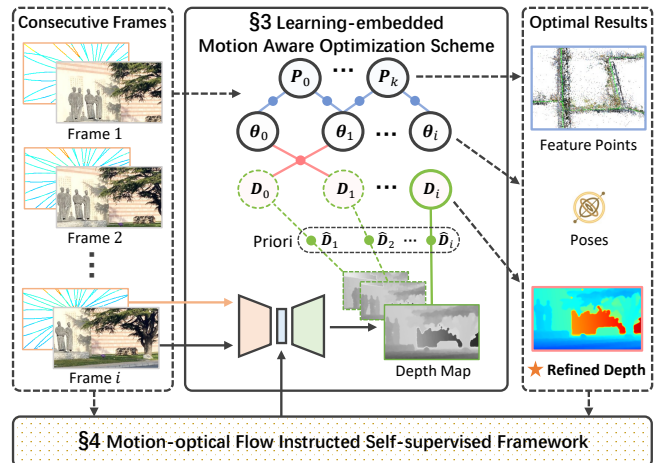 Consecutive Frames
Frame 1
Frame 2
Frame i
§3 Learning-embedded
Motion Aware Optimization Scheme
P₀ ··· Pₖ
θ₀ θ₁ ··· θᵢ
D₀ D₁ ··· Dᵢ
Priori D̂₁ D̂₂ ··· D̂ᵢ
Depth Map
Optimal Results
Feature Points
Poses
Refined Depth
§4 Motion-optical Flow Instructed Self-supervised Framework